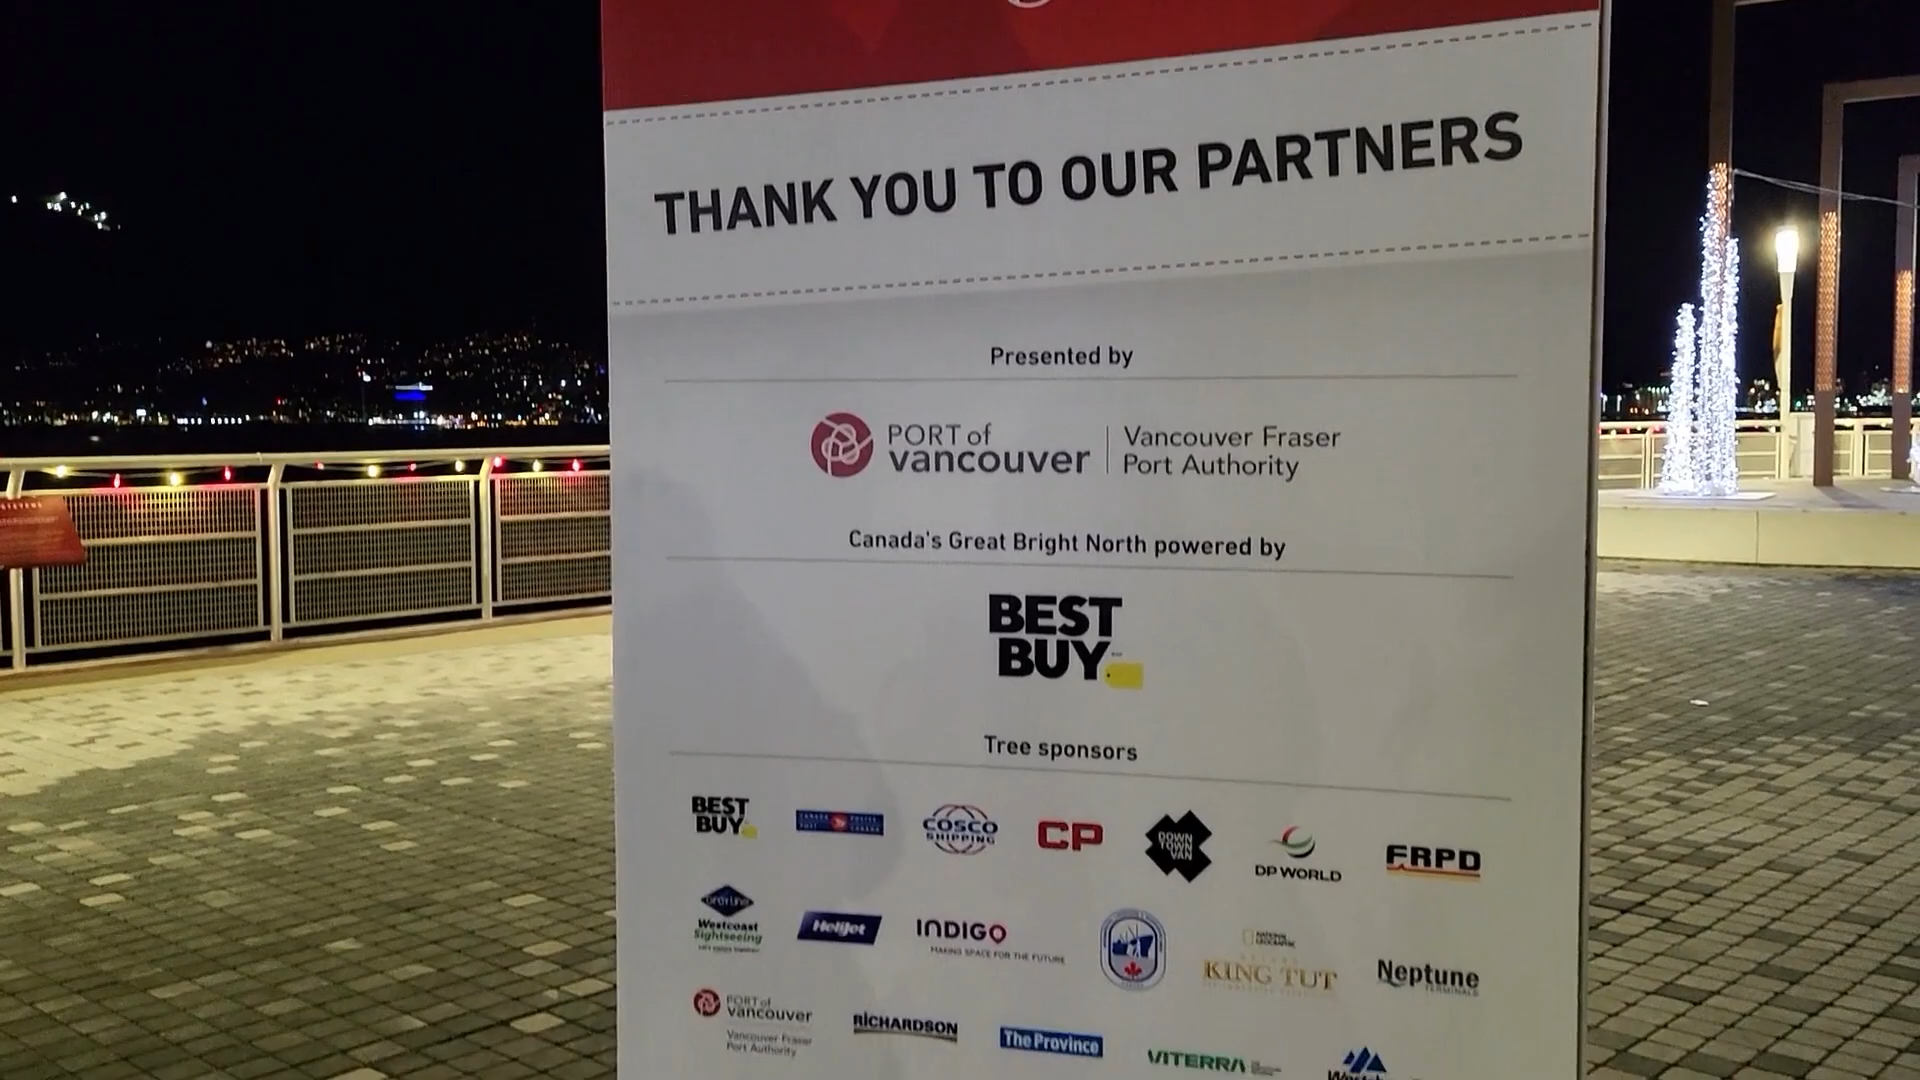 THANK YOU TO OUR PARTNERS
Presented by
PORT of vancouver
Vancouver Fraser
Port Authority
Canada's Great Bright North powered by
BEST
BUY
Tree sponsors
BEST
BUY
COSCO
SHIPPING
CP
DOWN
TOWN
VAN
DP WORLD
FRPD
Westcoast
Sightseeing
Helijet
INDIGO
MAKING SPACE FOR THE FUTURE
NATIONAL
GEOGRAPHIC
KING TUT
Neptune
TERMINALS
PORT of
vancouver
Vancouver Fraser
Port Authority
RICHARDSON
The Province
VITERRA